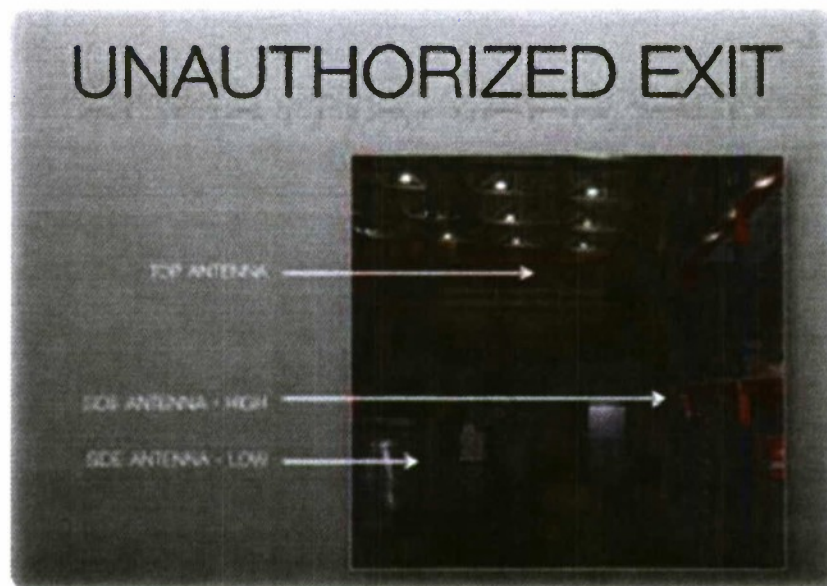 UNAUTHORIZED EXIT
TOP ANTENNA
SIDE ANTENNA - HIGH
SIDE ANTENNA - LOW